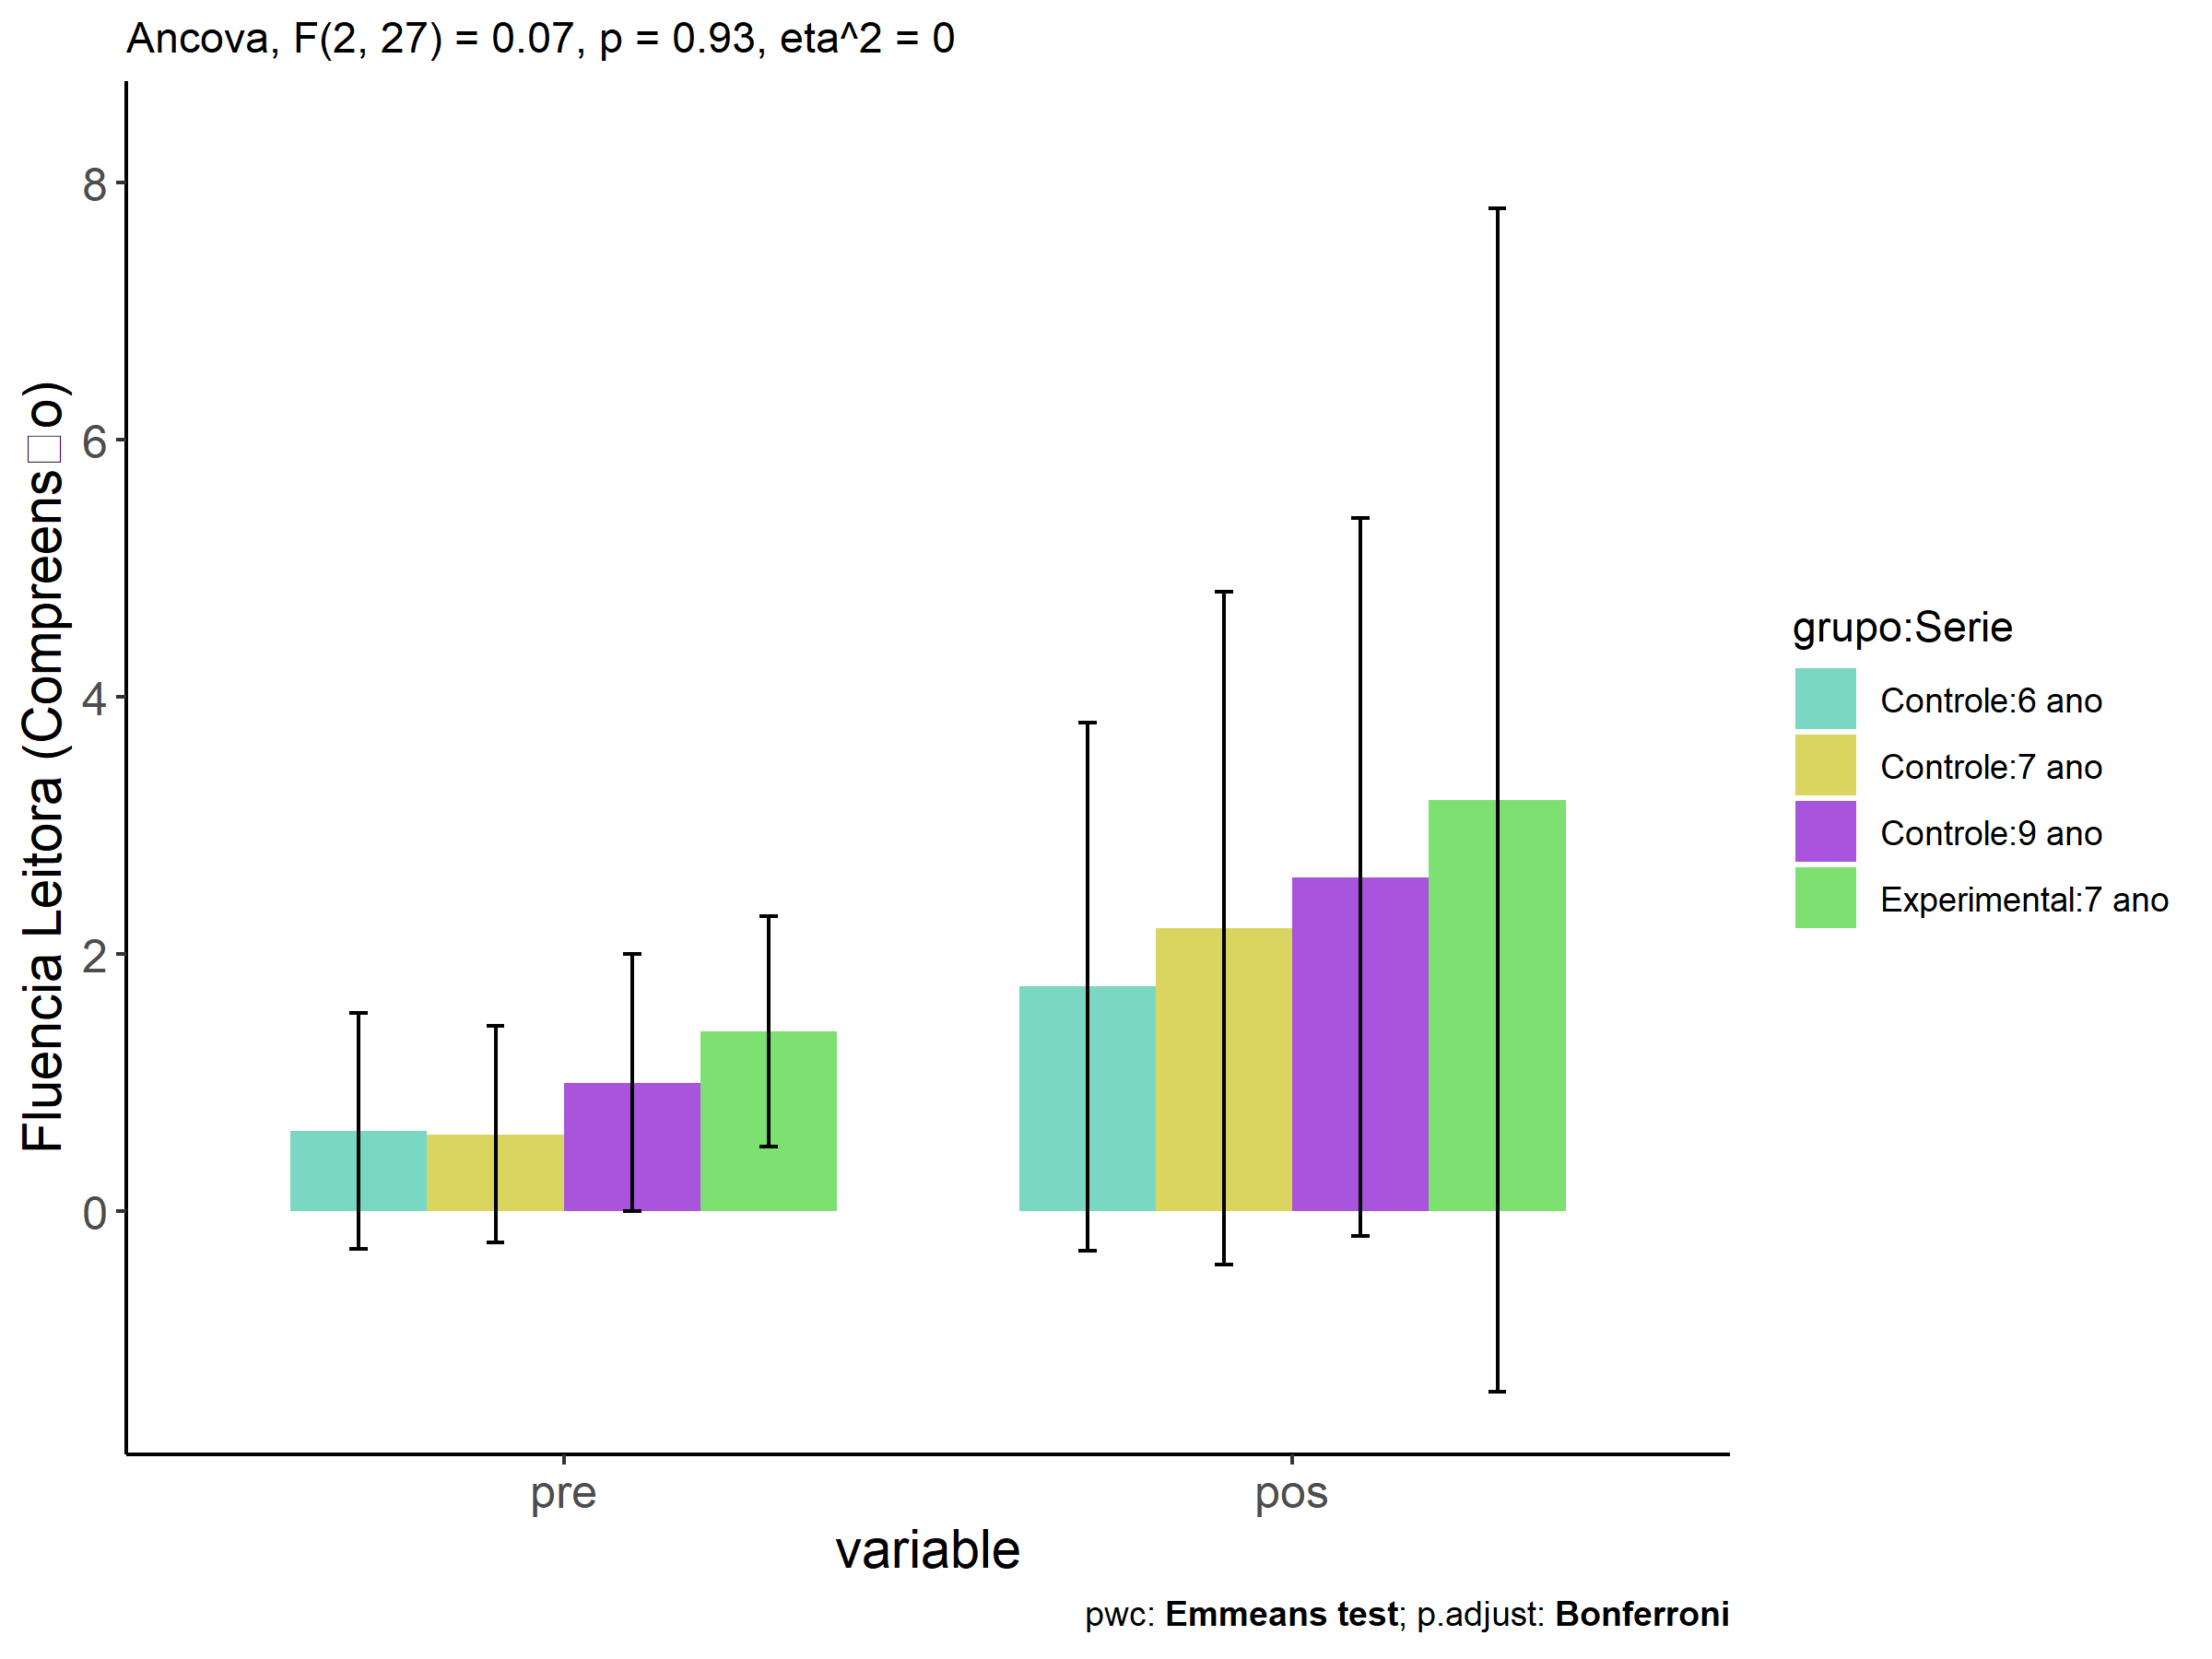 Ancova, F(2, 27) = 0.07, p = 0.93, eta^2 = 0
Fluencia Leitora (Compreens□o)
8
6
4
2
0
pre
pos
variable
grupo:Serie
Controle:6 ano
Controle:7 ano
Controle:9 ano
Experimental:7 ano
pwc: Emmeans test; p.adjust: Bonferroni